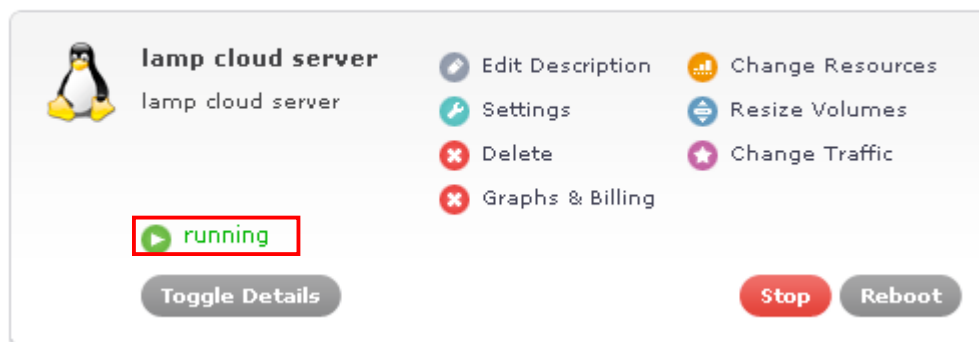 lamp cloud server
lamp cloud server
Edit Description
Settings
Delete
Graphs & Billing
Change Resources
Resize Volumes
Change Traffic
running
Toggle Details
Stop
Reboot